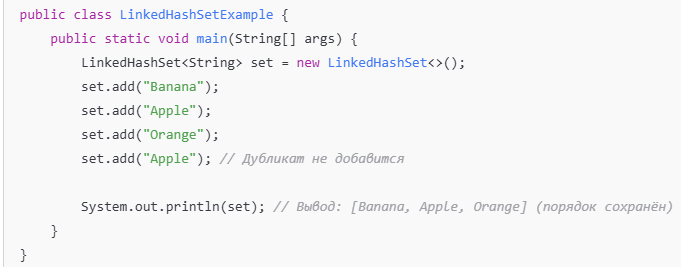 public class LinkedHashSetExample {
    public static void main(String[] args) {
        LinkedHashSet<String> set = new LinkedHashSet<>();
        set.add("Banana");
        set.add("Apple");
        set.add("Orange");
        set.add("Apple"); // Дубликат не добавится

        System.out.println(set); // Вывод: [Banana, Apple, Orange] (порядок сохранён)
    }
}